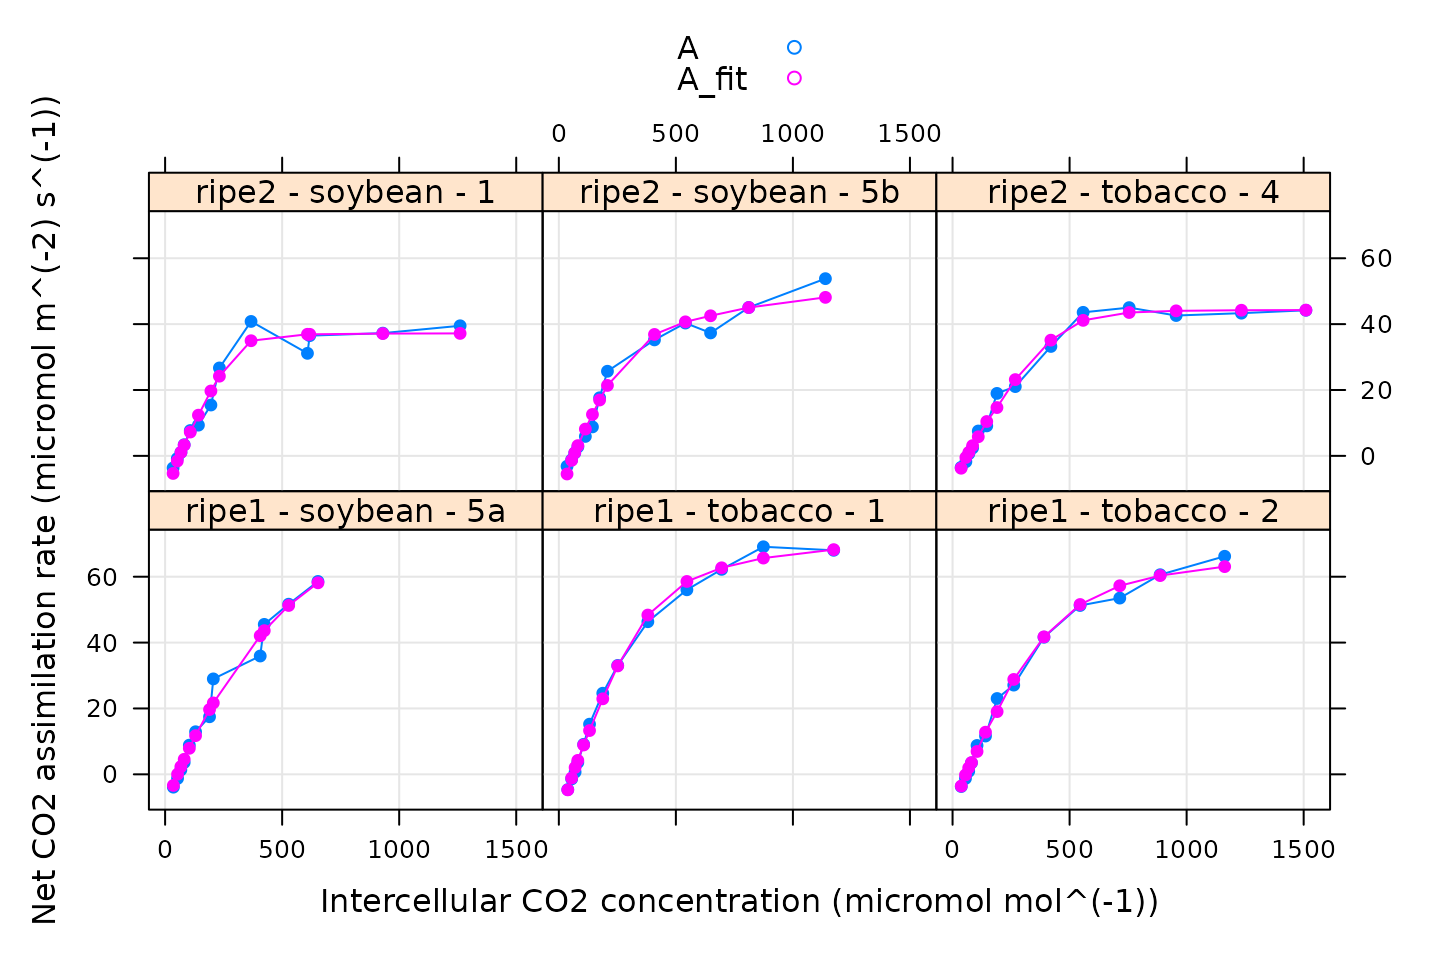 A
A_fit
0 500 1000 1500
ripe2 - soybean - 1
ripe2 - soybean - 5b
ripe2 - tobacco - 4
60
40
20
0
ripe1 - soybean - 5a
ripe1 - tobacco - 1
ripe1 - tobacco - 2
60
40
20
0
0 500 1000 1500
0 500 1000 1500
Intercellular CO2 concentration (micromol mol^(-1))
Net CO2 assimilation rate (micromol m^(-2) s^(-1))